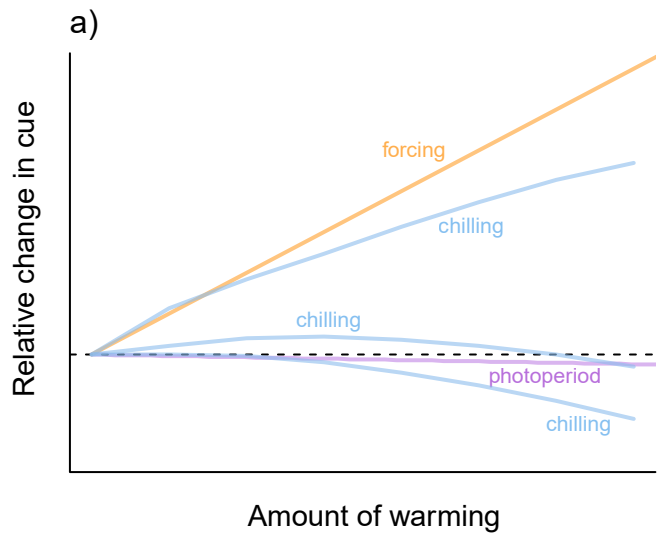 a)
Relative change in cue
forcing
chilling
chilling
photoperiod
chilling
Amount of warming